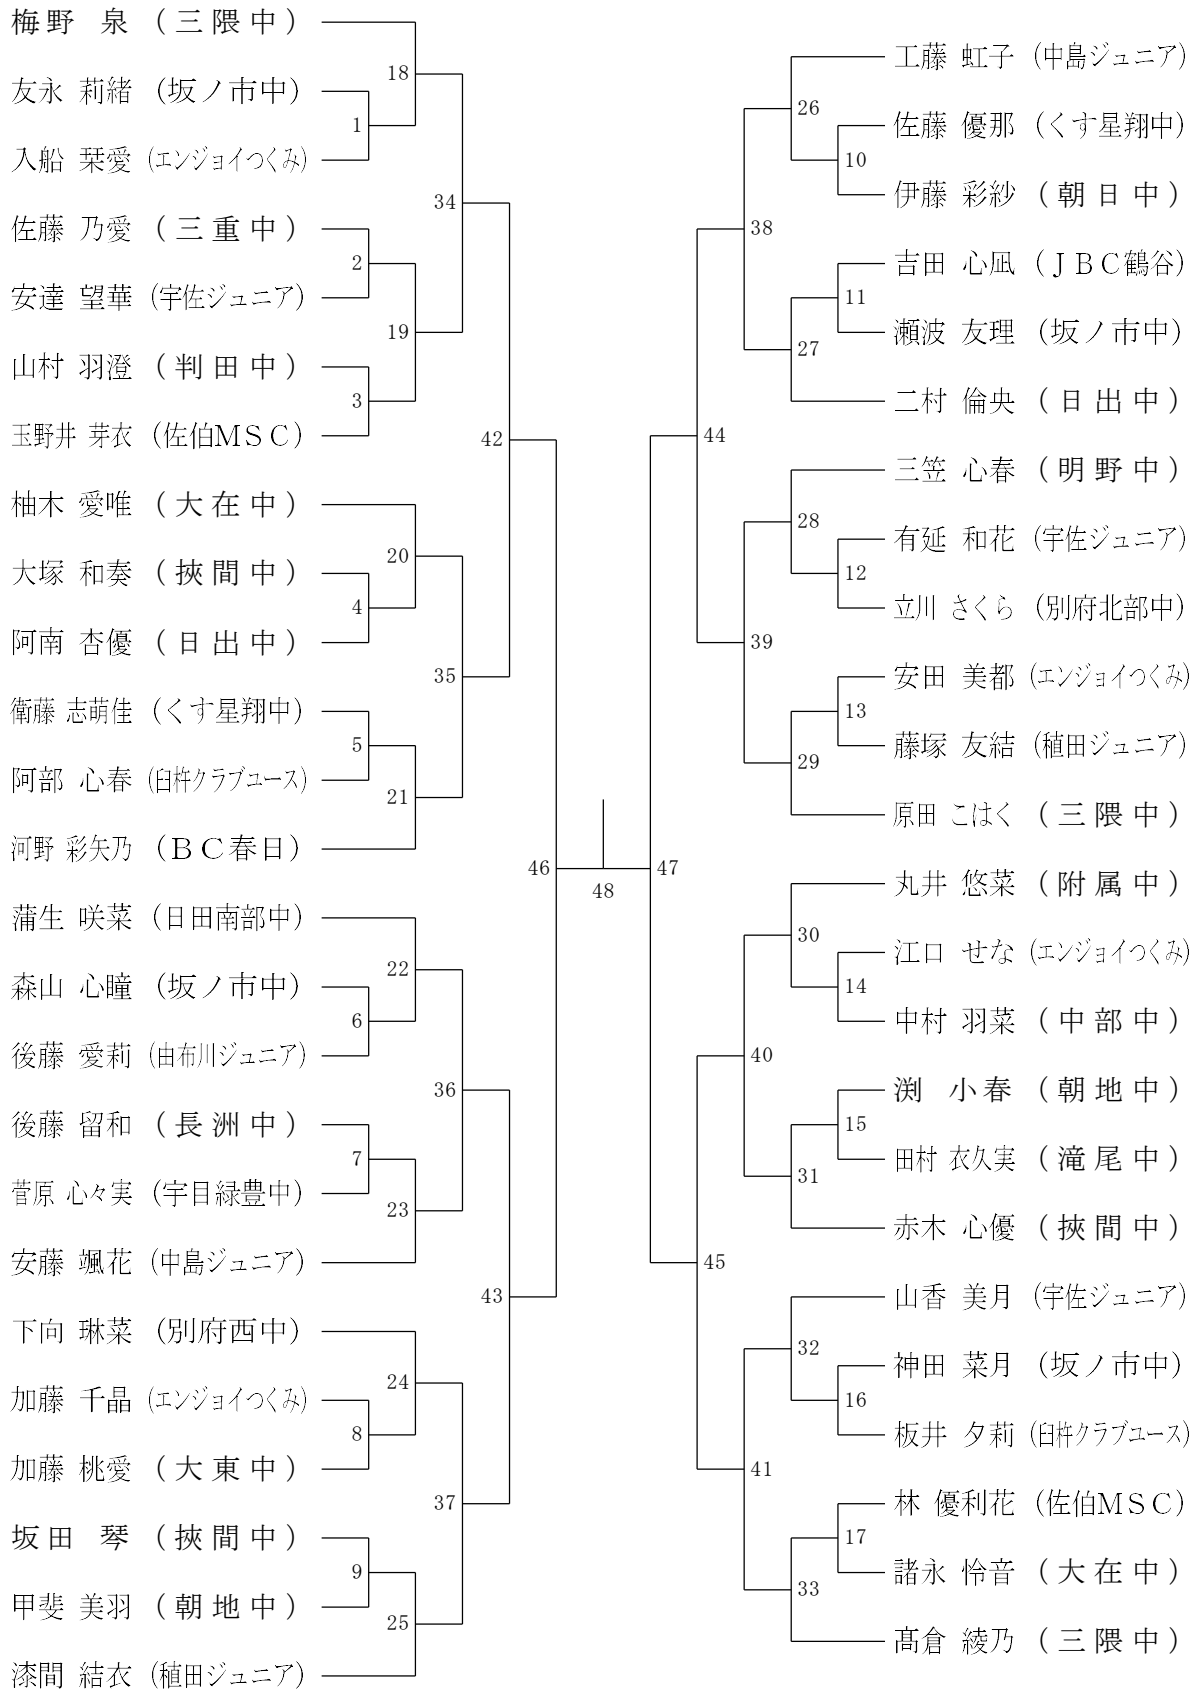 梅野 泉 （三隈中）
友永 莉緒 （坂ノ市中）
入船 栞愛 （エンジョイつくみ）
佐藤 乃愛 （三重中）
安達 望華 （宇佐ジュニア）
山村 羽澄 （判田中）
玉野井 芽衣 （佐伯ＭＳＣ）
柚木 愛唯 （大在中）
大塚 和奏 （挾間中）
阿南 杏優 （日出中）
衛藤 志萌佳 （くす星翔中）
阿部 心春 （臼杵クラブユース）
河野 彩矢乃 （ＢＣ春日）
蒲生 咲菜 （日田南部中）
森山 心瞳 （坂ノ市中）
後藤 愛莉 （由布川ジュニア）
後藤 留和 （長洲中）
菅原 心々実 （宇目緑豊中）
安藤 颯花 （中島ジュニア）
下向 琳菜 （別府西中）
加藤 千晶 （エンジョイつくみ）
加藤 桃愛 （大東中）
坂田 琴 （挾間中）
甲斐 美羽 （朝地中）
漆間 結衣 （稙田ジュニア）
1
2
3
4
5
6
7
8
9
18
19
20
21
22
23
24
25
34
35
36
37
42
43
46
48
47
44
45
38
39
40
41
26
27
28
29
30
31
32
33
10
11
12
13
14
15
16
17
工藤 虹子 （中島ジュニア）
佐藤 優那 （くす星翔中）
伊藤 彩紗 （朝日中）
吉田 心凪 （ＪＢＣ鶴谷）
瀬波 友理 （坂ノ市中）
二村 倫央 （日出中）
三笠 心春 （明野中）
有延 和花 （宇佐ジュニア）
立川 さくら （別府北部中）
安田 美都 （エンジョイつくみ）
藤塚 友結 （稙田ジュニア）
原田 こはく （三隈中）
丸井 悠菜 （附属中）
江口 せな （エンジョイつくみ）
中村 羽菜 （中部中）
渕 小春 （朝地中）
田村 衣久実 （滝尾中）
赤木 心優 （挾間中）
山香 美月 （宇佐ジュニア）
神田 菜月 （坂ノ市中）
板井 夕莉 （臼杵クラブユース）
林 優利花 （佐伯ＭＳＣ）
諸永 怜音 （大在中）
髙倉 綾乃 （三隈中）